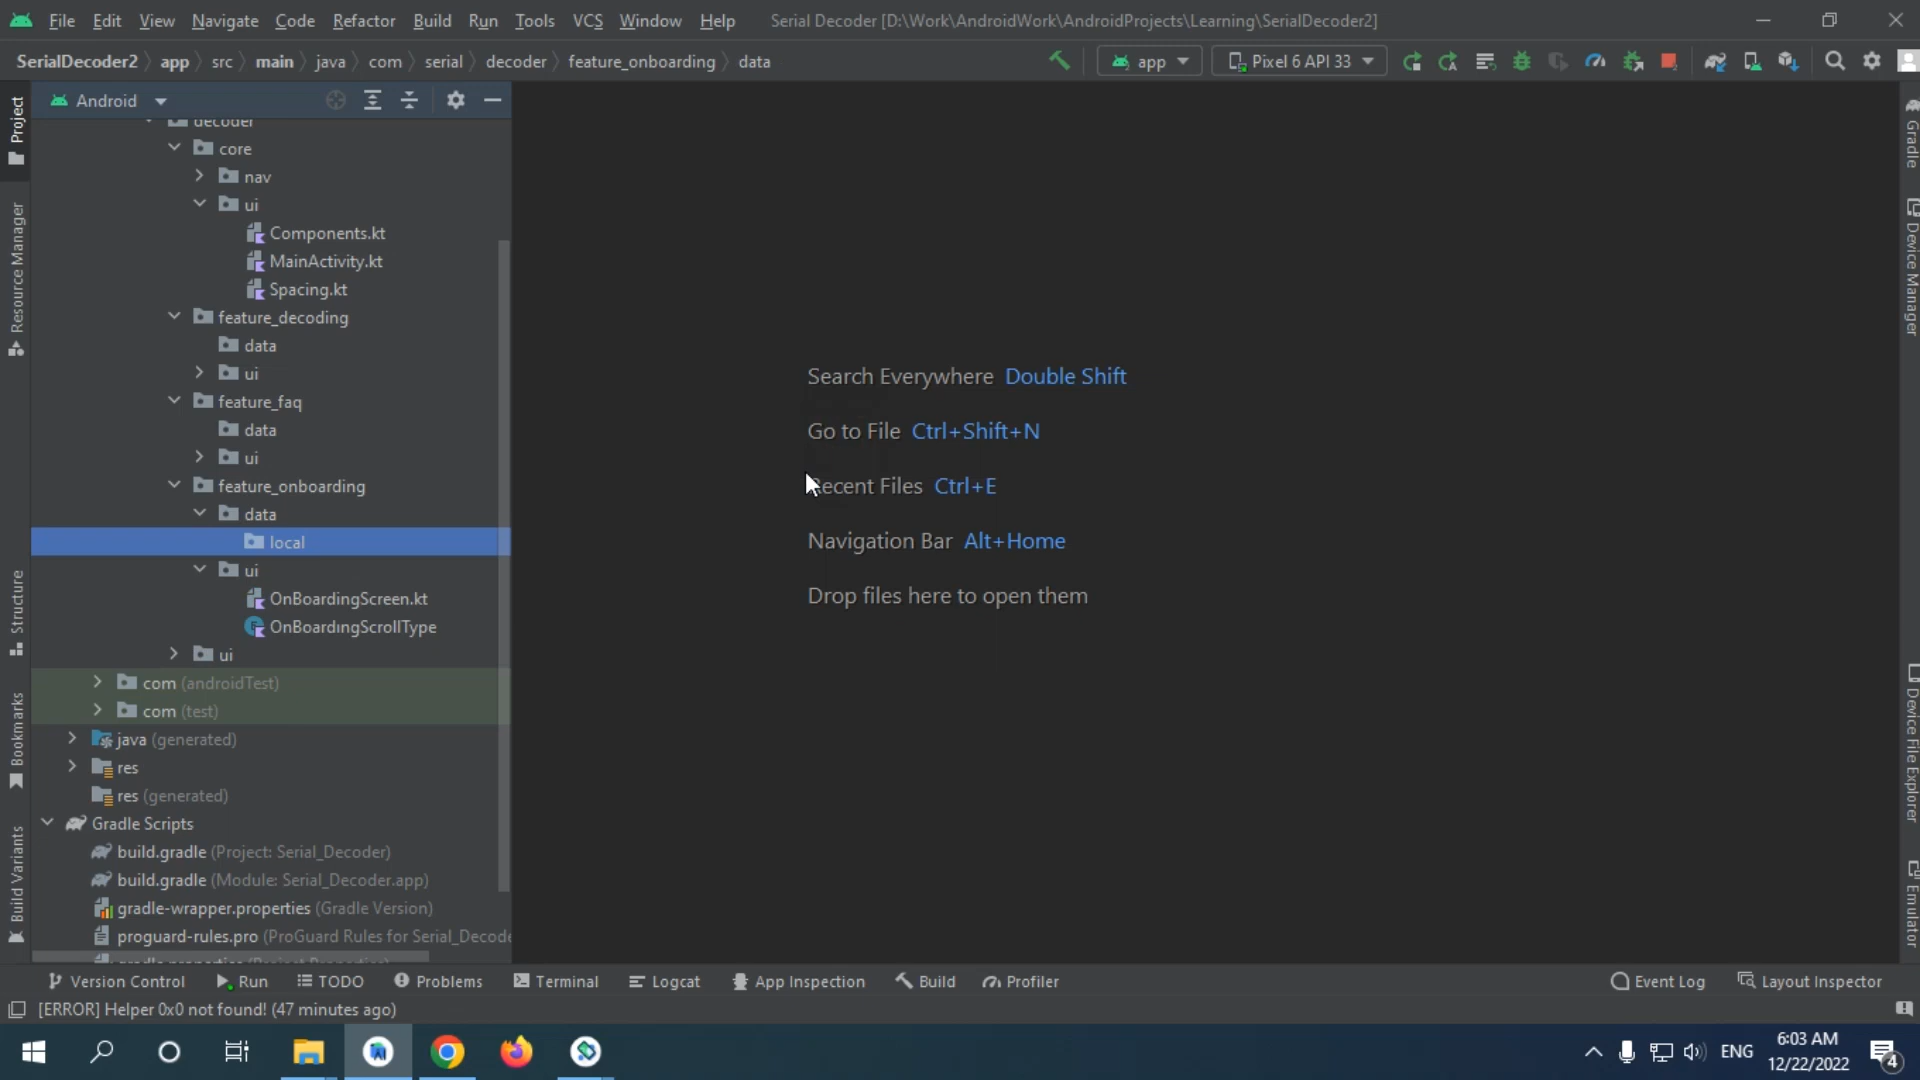 File Edit View Navigate Code Refactor Build Run Tools VCS Window Help Serial Decoder [D:\Work\AndroidWork\AndroidProjects\Learning\SerialDecoder2]
SerialDecoder2 app src main java com serial decoder feature_onboarding data app Pixel 6 API 33
Android
decoder
core
nav
ui
Components.kt
MainActivity.kt
Spacing.kt
feature_decoding
data
ui
feature_faq
data
ui
feature_onboarding
data
local
ui
OnBoardingScreen.kt
OnBoardingScrollType
ui
com (androidTest)
com (test)
java (generated)
res
res (generated)
Gradle Scripts
build.gradle (Project: Serial_Decoder)
build.gradle (Module: Serial_Decoder.app)
gradle-wrapper.properties (Gradle Version)
proguard-rules.pro (ProGuard Rules for Serial_Decode
gradle.properties (Project Properties)
Project
Resource Manager
Structure
Bookmarks
Build Variants
Search Everywhere Double Shift
Go to File Ctrl+Shift+N
Recent Files Ctrl+E
Navigation Bar Alt+Home
Drop files here to open them
Gradle
Device Manager
Device File Explorer
Emulator
Version Control Run TODO Problems Terminal Logcat App Inspection Build Profiler Event Log Layout Inspector
[ERROR] Helper 0x0 not found! (47 minutes ago)
ENG
6:03 AM
12/22/2022
4